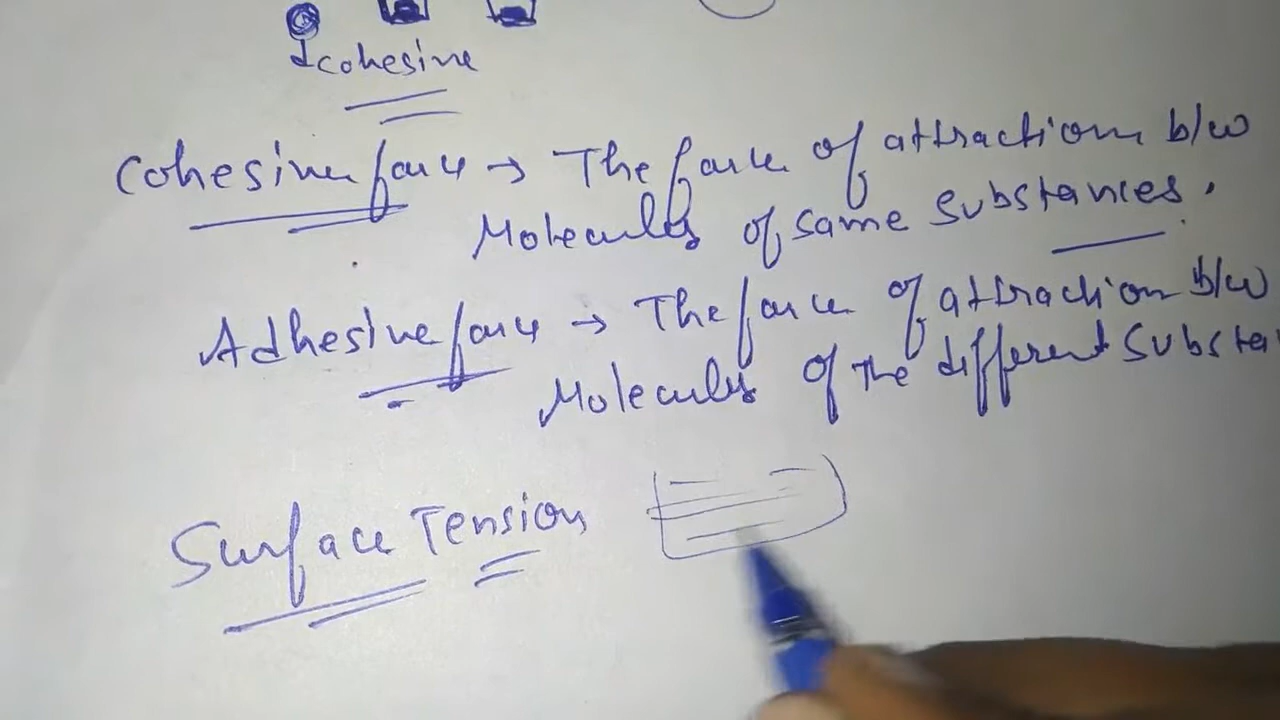 cohesive
Cohesive force → The force of attraction b/w
Molecules of same substances.
Adhesive force → The force of attraction b/w
Molecules of the different Substa
Surface Tension